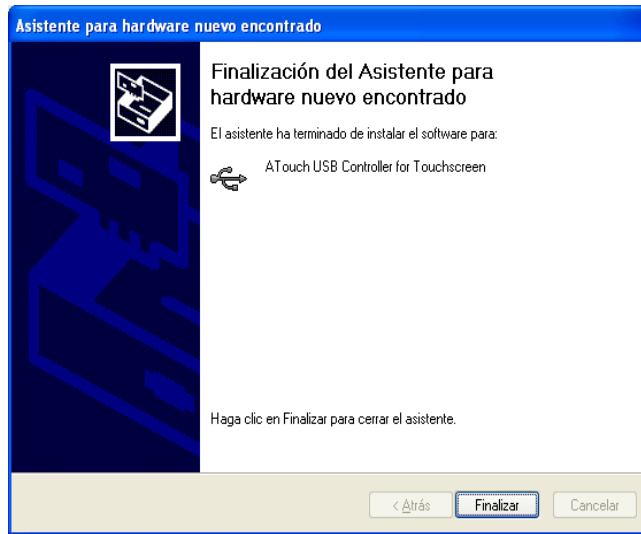 Asistente para hardware nuevo encontrado
Finalización del Asistente para
hardware nuevo encontrado
El asistente ha terminado de instalar el software para:
ATouch USB Controller for Touchscreen
Haga clic en Finalizar para cerrar el asistente.
< Atrás
Finalizar
Cancelar